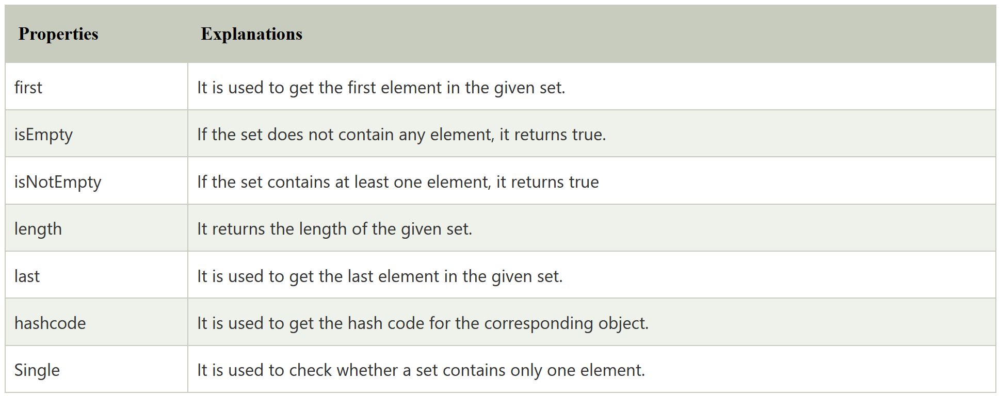 Properties Explanations
first It is used to get the first element in the given set.
isEmpty If the set does not contain any element, it returns true.
isNotEmpty If the set contains at least one element, it returns true
length It returns the length of the given set.
last It is used to get the last element in the given set.
hashcode It is used to get the hash code for the corresponding object.
Single It is used to check whether a set contains only one element.